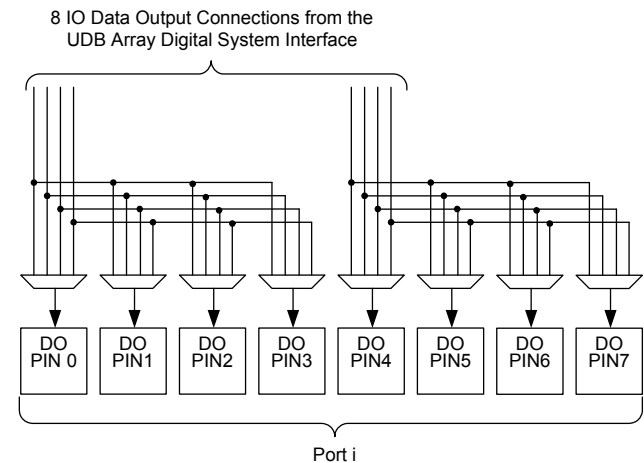 8 IO Data Output Connections from the
UDB Array Digital System Interface
DO
PIN 0
DO
PIN1
DO
PIN2
DO
PIN3
DO
PIN4
DO
PIN5
DO
PIN6
DO
PIN7
Port i